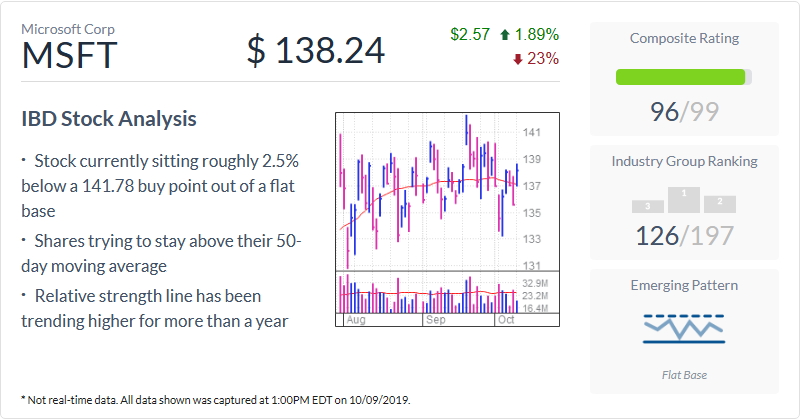 Microsoft Corp
MSFT
$ 138.24
$2.57 1.89%
23%
IBD Stock Analysis
· Stock currently sitting roughly 2.5%
below a 141.78 buy point out of a flat
base
· Shares trying to stay above their 50-
day moving average
· Relative strength line has been
trending higher for more than a year
141
139
137
135
133
131
32.9M
23.2M
16.4M
Aug Sep Oct
* Not real-time data. All data shown was captured at 1:00PM EDT on 10/09/2019.
Composite Rating
96/99
Industry Group Ranking
3 1 2
126/197
Emerging Pattern
Flat Base